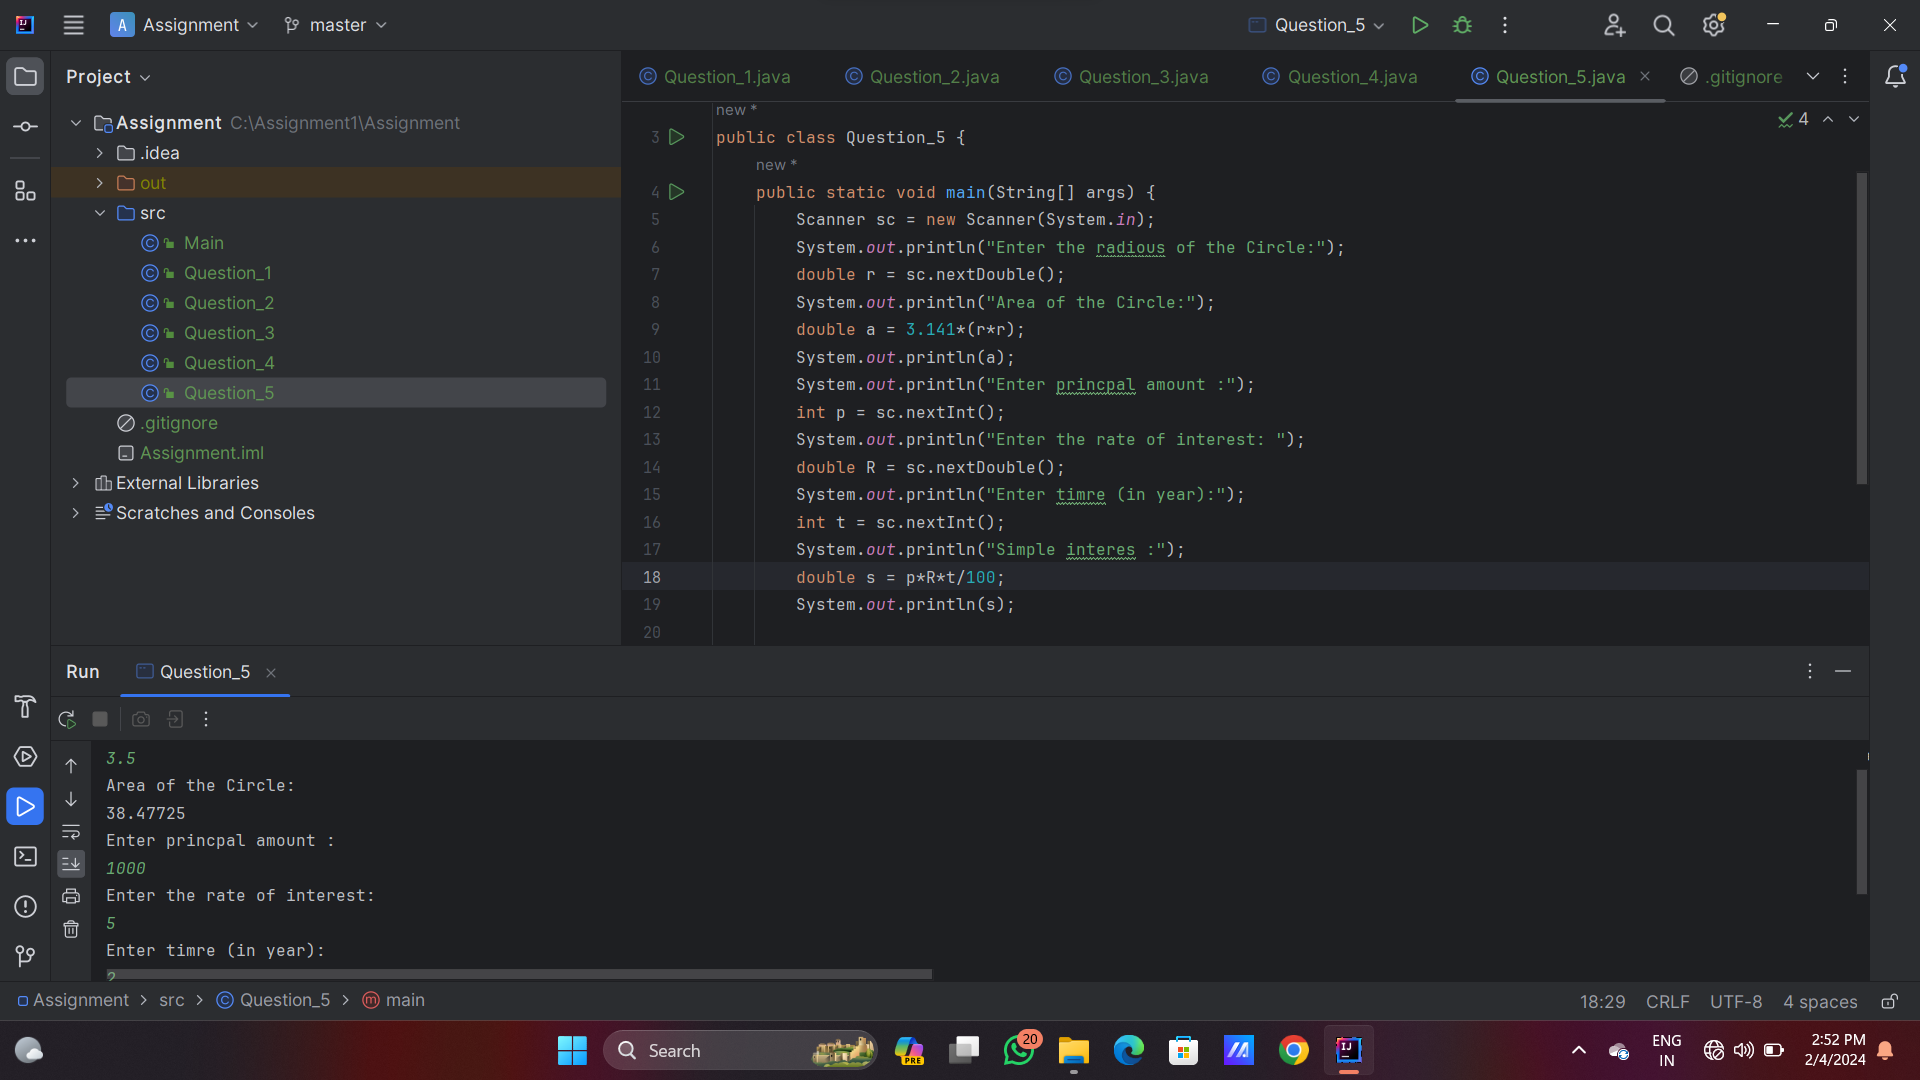 A Assignment master Question_5
Project
Question_1.java Question_2.java Question_3.java Question_4.java Question_5.java .gitignore
Assignment C:\Assignment1\Assignment
.idea
out
src
Main
Question_1
Question_2
Question_3
Question_4
Question_5
.gitignore
Assignment.iml
External Libraries
Scratches and Consoles
new *
4
3 public class Question_5 {
new *
4 public static void main(String[] args) {
5 Scanner sc = new Scanner(System.in);
6 System.out.println("Enter the radious of the Circle:");
7 double r = sc.nextDouble();
8 System.out.println("Area of the Circle:");
9 double a = 3.141*(r*r);
10 System.out.println(a);
11 System.out.println("Enter princpal amount :");
12 int p = sc.nextInt();
13 System.out.println("Enter the rate of interest: ");
14 double R = sc.nextDouble();
15 System.out.println("Enter timre (in year):");
16 int t = sc.nextInt();
17 System.out.println("Simple interes :");
18 double s = p*R*t/100;
19 System.out.println(s);
20
Run Question_5
3.5
Area of the Circle:
38.47725
Enter princpal amount :
1000
Enter the rate of interest:
5
Enter timre (in year):
2
Assignment > src > Question_5 > main
18:29 CRLF UTF-8 4 spaces
Search
PRE
20
ENG
IN
2:52 PM
2/4/2024